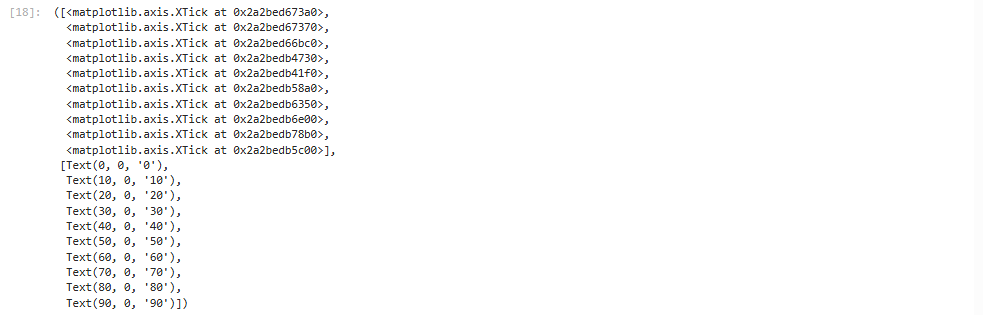 [18]: ([<matplotlib.axis.XTick at 0x2a2bed673a0>,
<matplotlib.axis.XTick at 0x2a2bed67370>,
<matplotlib.axis.XTick at 0x2a2bed66bc0>,
<matplotlib.axis.XTick at 0x2a2bedb4730>,
<matplotlib.axis.XTick at 0x2a2bedb41f0>,
<matplotlib.axis.XTick at 0x2a2bedb58a0>,
<matplotlib.axis.XTick at 0x2a2bedb6350>,
<matplotlib.axis.XTick at 0x2a2bedb6e00>,
<matplotlib.axis.XTick at 0x2a2bedb78b0>,
<matplotlib.axis.XTick at 0x2a2bedb5c00>],
[Text(0, 0, '0'),
Text(10, 0, '10'),
Text(20, 0, '20'),
Text(30, 0, '30'),
Text(40, 0, '40'),
Text(50, 0, '50'),
Text(60, 0, '60'),
Text(70, 0, '70'),
Text(80, 0, '80'),
Text(90, 0, '90')])